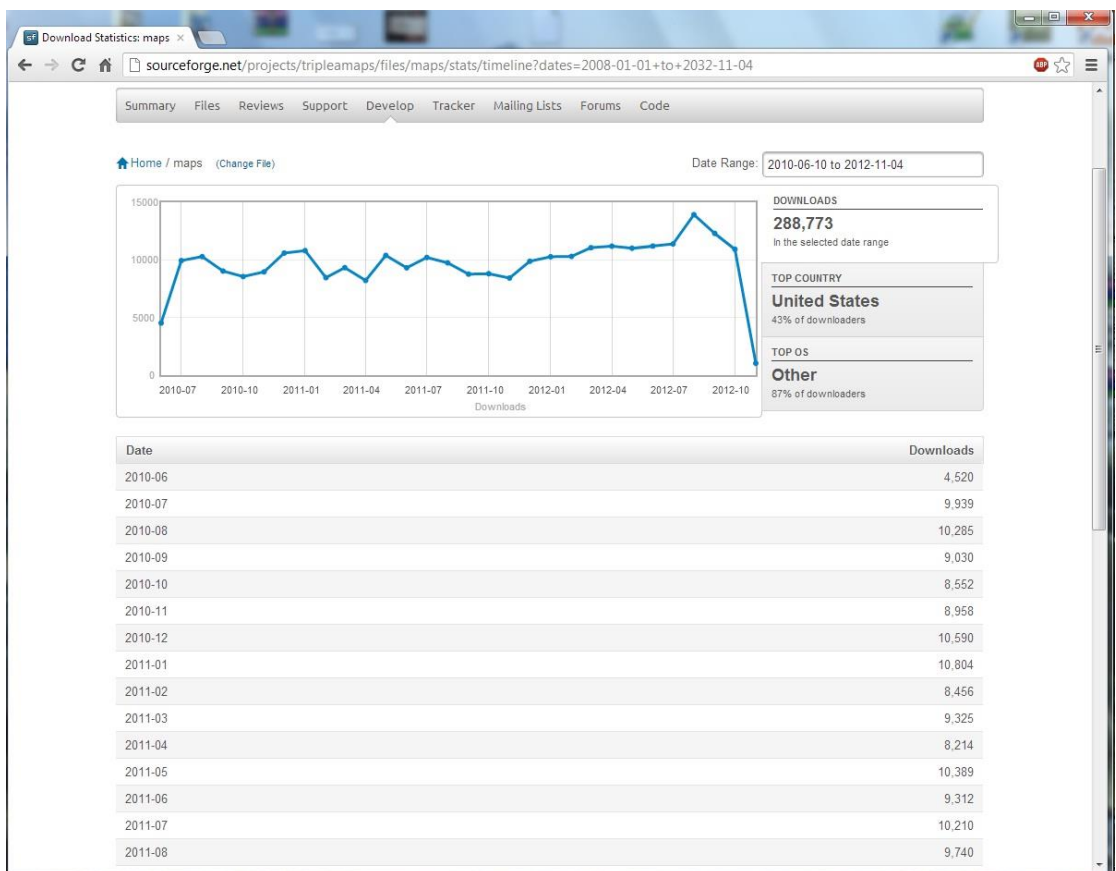 Download Statistics: maps
sourceforge.net/projects/tripleamaps/files/maps/stats/timeline?dates=2008-01-01+to+2032-11-04
ABP
Summary Files Reviews Support Develop Tracker Mailing Lists Forums Code
Home / maps (Change File)
Date Range: 2010-06-10 to 2012-11-04
15000
10000
5000
0
2010-07 2010-10 2011-01 2011-04 2011-07 2011-10 2012-01 2012-04 2012-07 2012-10
Downloads
DOWNLOADS
288,773
In the selected date range
TOP COUNTRY
United States
43% of downloaders
TOP OS
Other
87% of downloaders
Date Downloads
2010-06 4,520
2010-07 9,939
2010-08 10,285
2010-09 9,030
2010-10 8,552
2010-11 8,958
2010-12 10,590
2011-01 10,804
2011-02 8,456
2011-03 9,325
2011-04 8,214
2011-05 10,389
2011-06 9,312
2011-07 10,210
2011-08 9,740